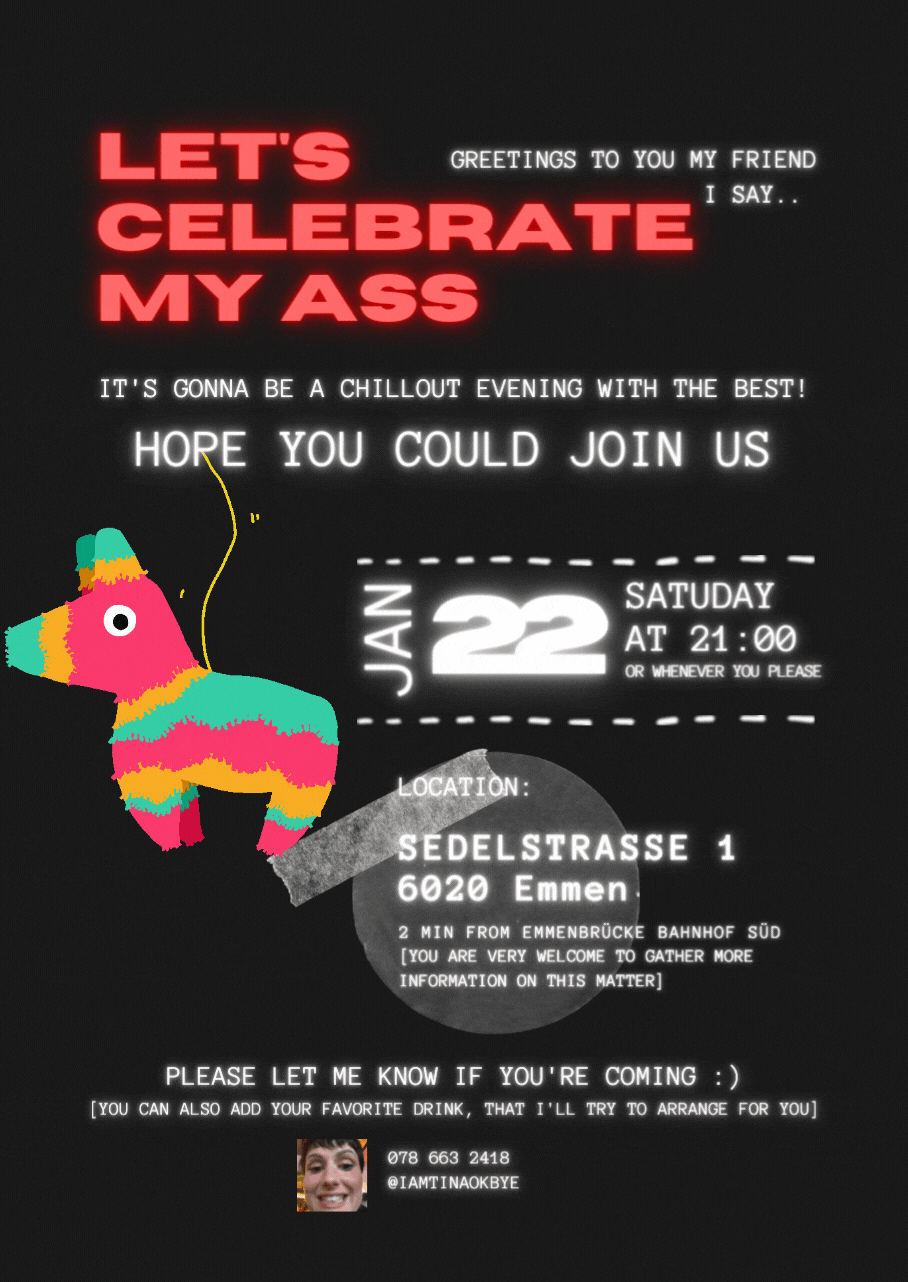 LET'S
CELEBRATE
MY ASS
GREETINGS TO YOU MY FRIEND
I SAY..
IT'S GONNA BE A CHILLOUT EVENING WITH THE BEST!
HOPE YOU COULD JOIN US
JAN
22
SATUDAY
AT 21:00
OR WHENEVER YOU PLEASE
LOCATION:
SEDELSTRASSE 1
6020 Emmen.
2 MIN FROM EMMENBRÜCKE BAHNHOF SÜD
[YOU ARE VERY WELCOME TO GATHER MORE
INFORMATION ON THIS MATTER]
PLEASE LET ME KNOW IF YOU'RE COMING :)
[YOU CAN ALSO ADD YOUR FAVORITE DRINK, THAT I'LL TRY TO ARRANGE FOR YOU]
078 663 2418
@IAMTINAOKBYE